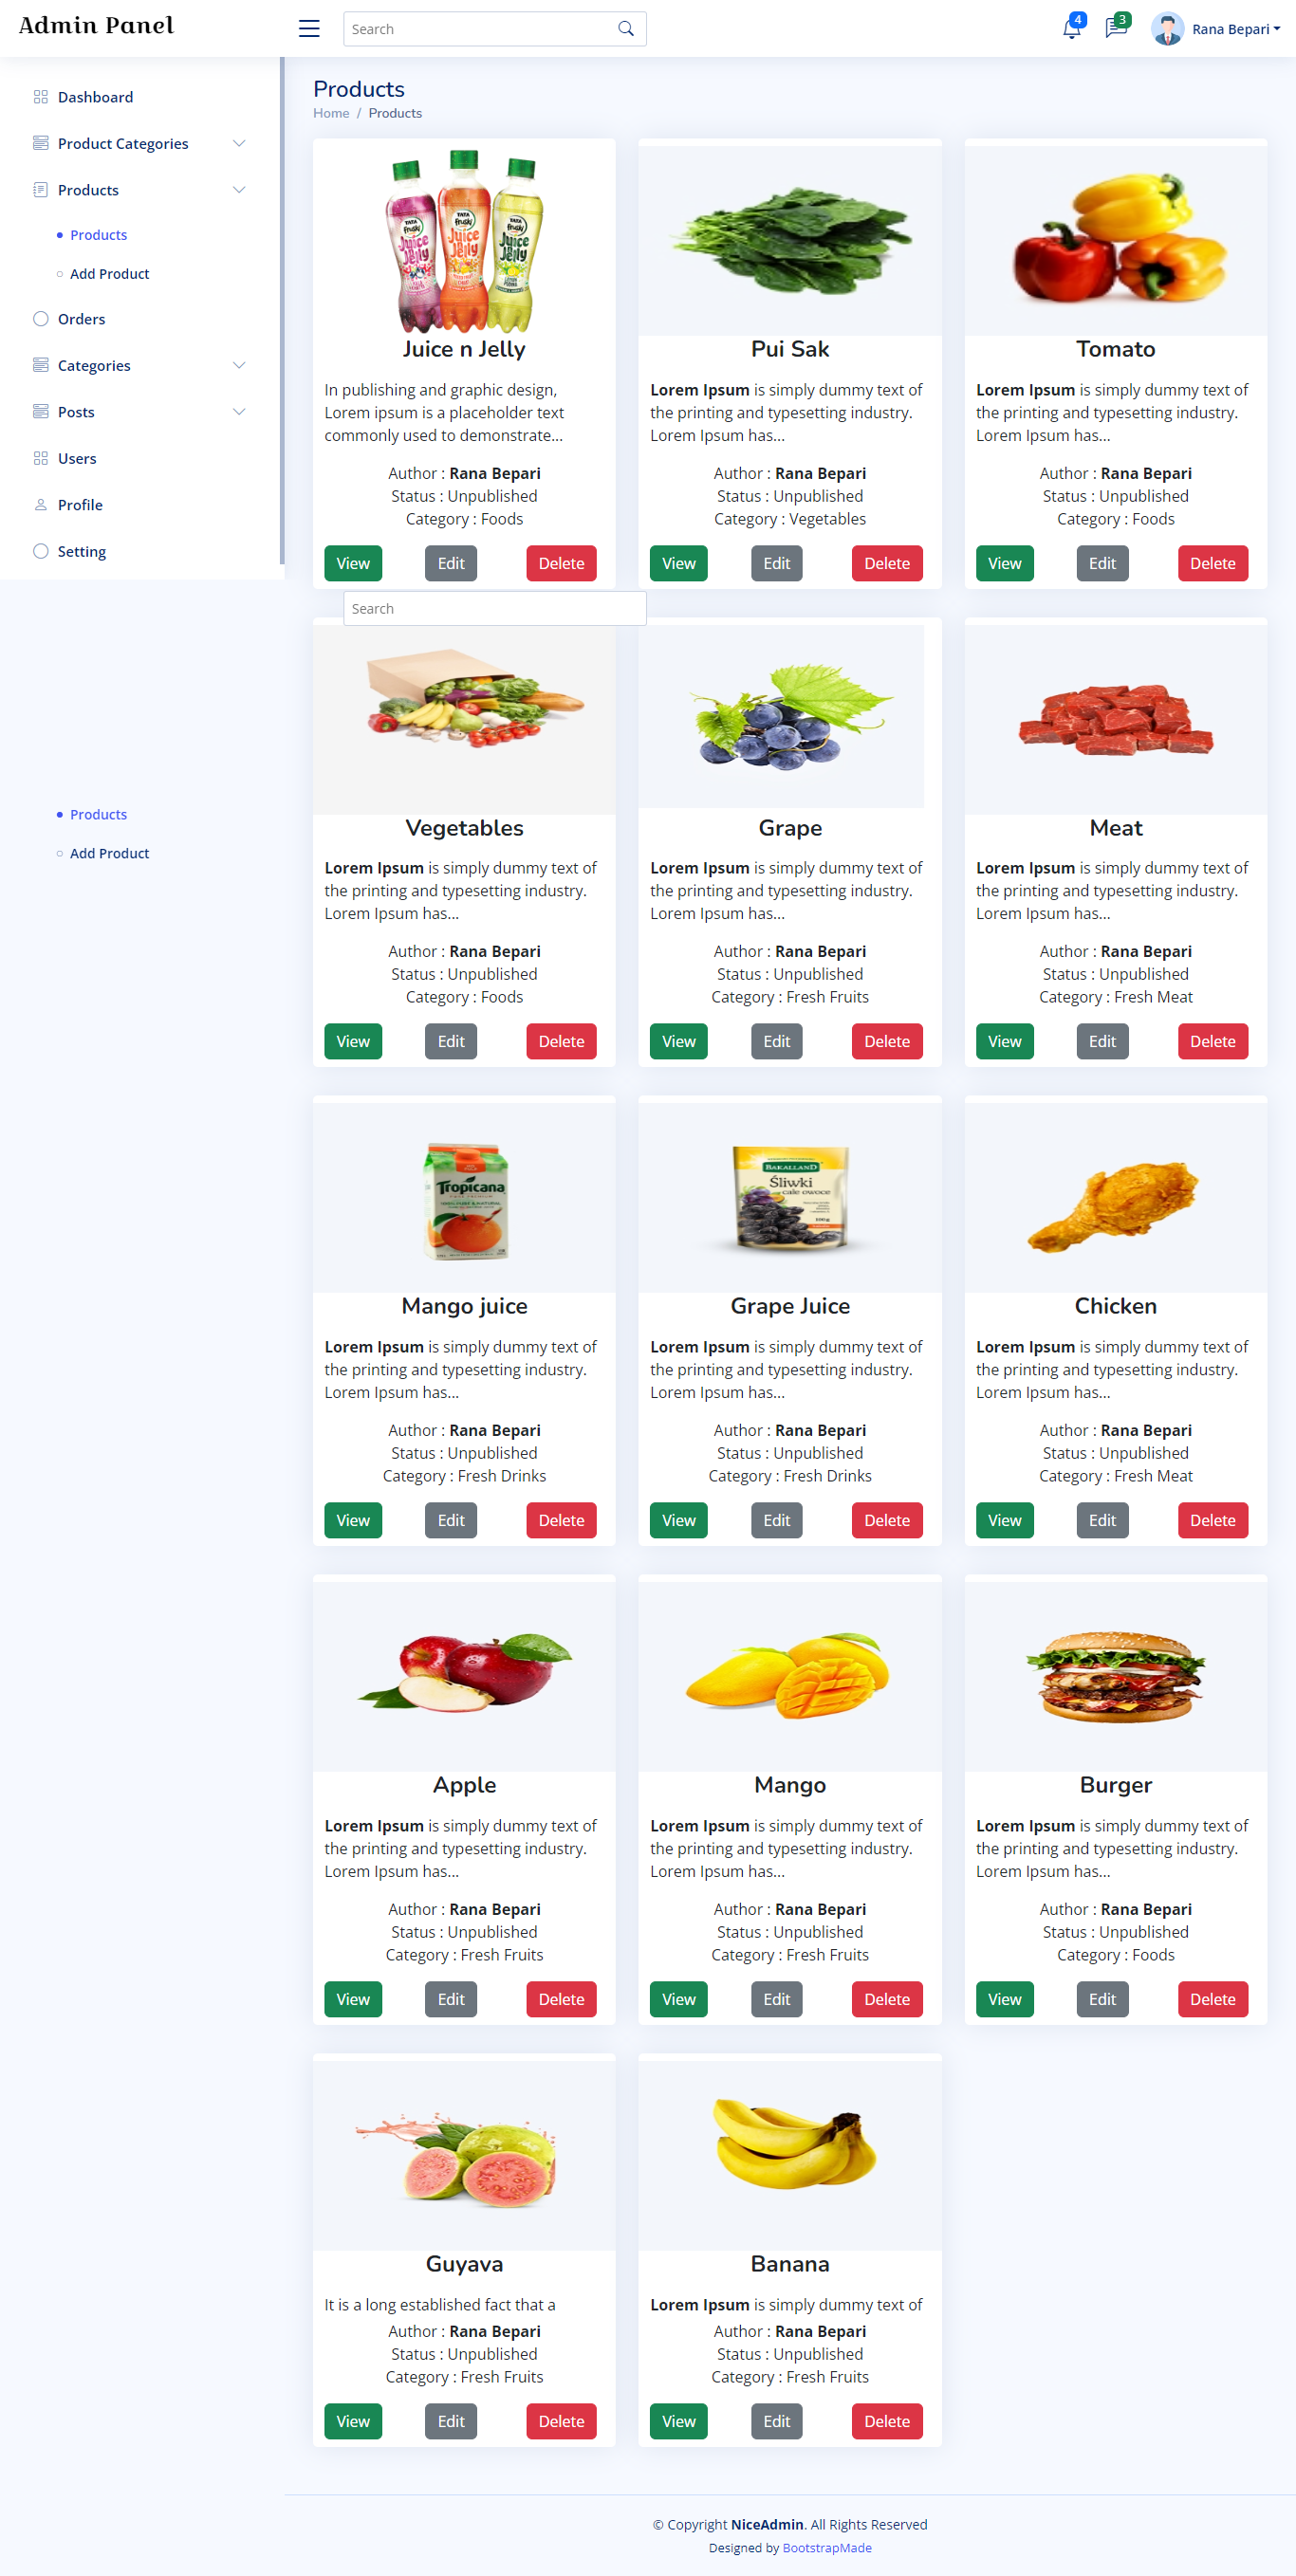 Admin Panel
Search
4
3
Rana Bepari
Dashboard
Product Categories
Products
Products
Add Product
Orders
Categories
Posts
Users
Profile
Setting
Products
Add Product
Products
Home / Products
TATA
fruski
Juice
n
Jelly
TATA
fruski
Juice
n
Jelly
TATA
fruski
Juice
n
Jelly
Juice n Jelly
In publishing and graphic design,
Lorem ipsum is a placeholder text
commonly used to demonstrate...
Author : Rana Bepari
Status : Unpublished
Category : Foods
View Edit Delete
Pui Sak
Lorem Ipsum is simply dummy text of
the printing and typesetting industry.
Lorem Ipsum has...
Author : Rana Bepari
Status : Unpublished
Category : Vegetables
View Edit Delete
Tomato
Lorem Ipsum is simply dummy text of
the printing and typesetting industry.
Lorem Ipsum has...
Author : Rana Bepari
Status : Unpublished
Category : Foods
View Edit Delete
Search
Vegetables
Lorem Ipsum is simply dummy text of
the printing and typesetting industry.
Lorem Ipsum has...
Author : Rana Bepari
Status : Unpublished
Category : Foods
View Edit Delete
Grape
Lorem Ipsum is simply dummy text of
the printing and typesetting industry.
Lorem Ipsum has...
Author : Rana Bepari
Status : Unpublished
Category : Fresh Fruits
View Edit Delete
Meat
Lorem Ipsum is simply dummy text of
the printing and typesetting industry.
Lorem Ipsum has...
Author : Rana Bepari
Status : Unpublished
Category : Fresh Meat
View Edit Delete
Tropicana
Mango juice
Lorem Ipsum is simply dummy text of
the printing and typesetting industry.
Lorem Ipsum has...
Author : Rana Bepari
Status : Unpublished
Category : Fresh Drinks
View Edit Delete
BAKALLAND
Śliwki
całe owoce
100g
Grape Juice
Lorem Ipsum is simply dummy text of
the printing and typesetting industry.
Lorem Ipsum has...
Author : Rana Bepari
Status : Unpublished
Category : Fresh Drinks
View Edit Delete
Chicken
Lorem Ipsum is simply dummy text of
the printing and typesetting industry.
Lorem Ipsum has...
Author : Rana Bepari
Status : Unpublished
Category : Fresh Meat
View Edit Delete
Apple
Lorem Ipsum is simply dummy text of
the printing and typesetting industry.
Lorem Ipsum has...
Author : Rana Bepari
Status : Unpublished
Category : Fresh Fruits
View Edit Delete
Mango
Lorem Ipsum is simply dummy text of
the printing and typesetting industry.
Lorem Ipsum has...
Author : Rana Bepari
Status : Unpublished
Category : Fresh Fruits
View Edit Delete
Burger
Lorem Ipsum is simply dummy text of
the printing and typesetting industry.
Lorem Ipsum has...
Author : Rana Bepari
Status : Unpublished
Category : Foods
View Edit Delete
Guyava
It is a long established fact that a
Author : Rana Bepari
Status : Unpublished
Category : Fresh Fruits
View Edit Delete
Banana
Lorem Ipsum is simply dummy text of
Author : Rana Bepari
Status : Unpublished
Category : Fresh Fruits
View Edit Delete
© Copyright NiceAdmin. All Rights Reserved
Designed by BootstrapMade